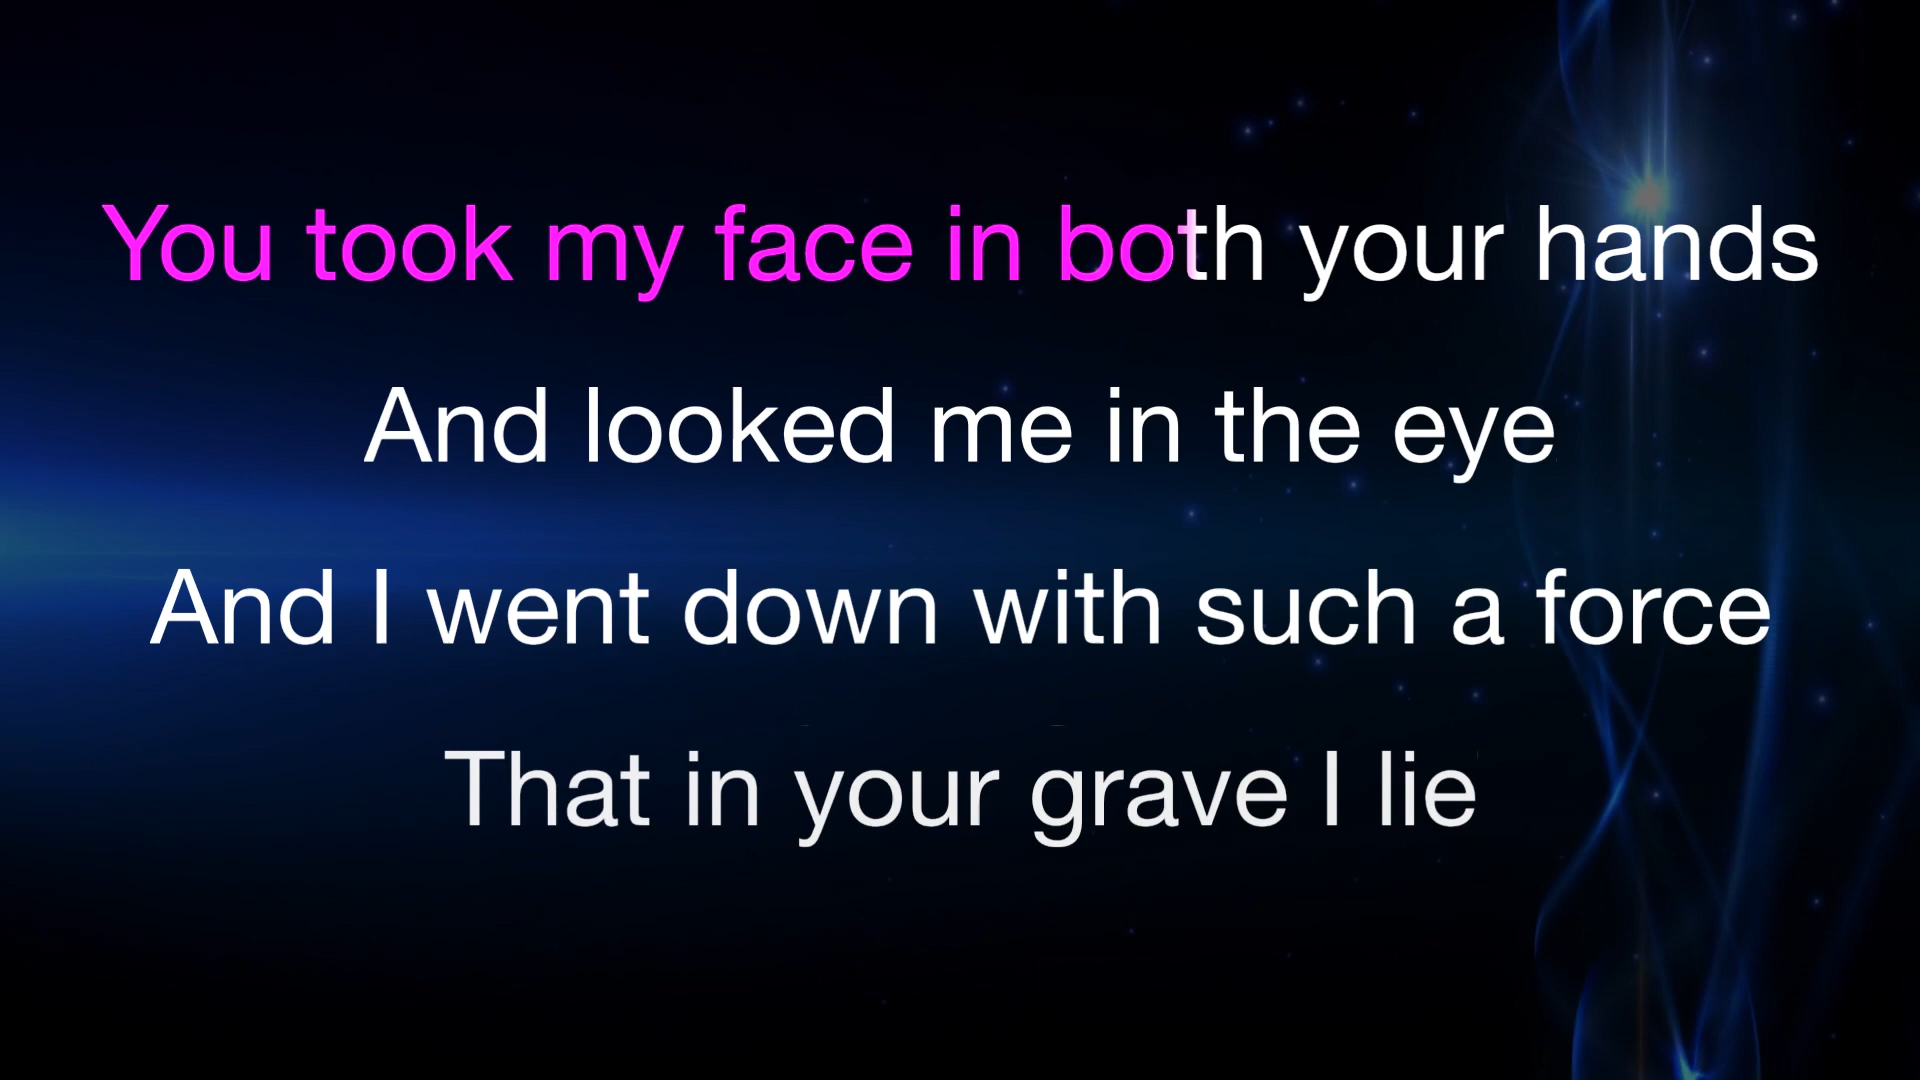 You took my face in both your hands
And looked me in the eye
And I went down with such a force
That in your grave I lie